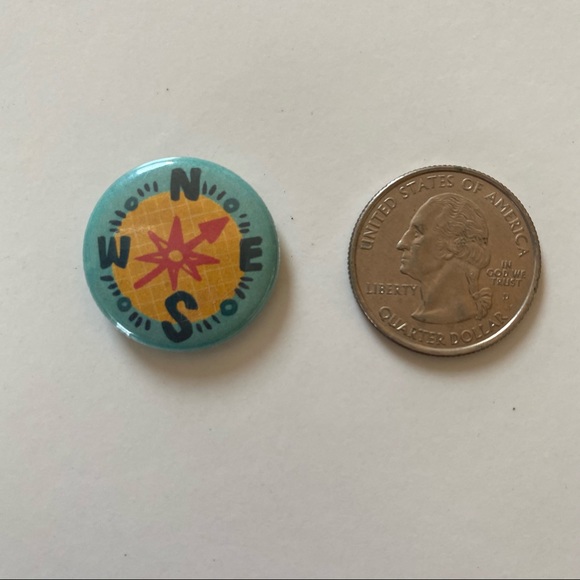 N
W E
S
UNITED STATES OF AMERICA
LIBERTY
IN
GOD WE
TRUST
QUARTER DOLLAR